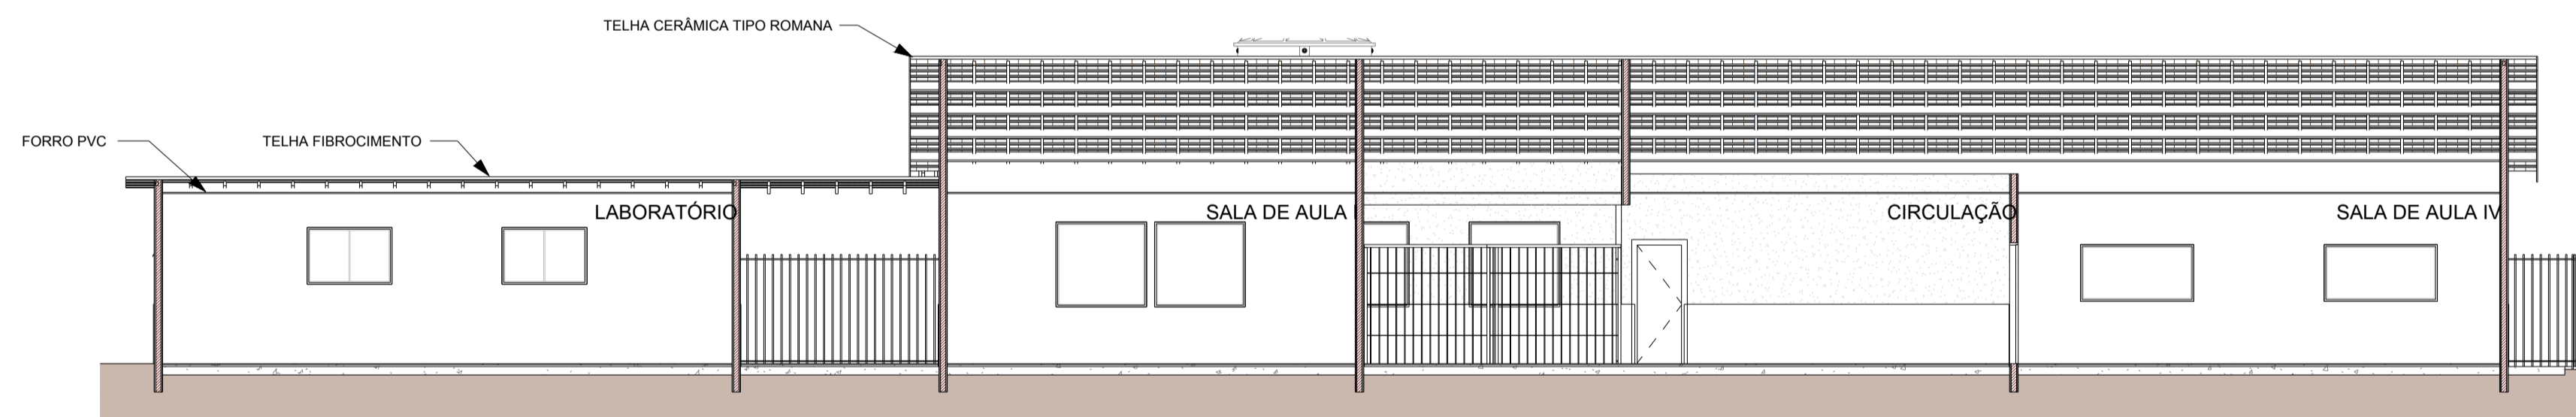 TELHA CERÂMICA TIPO ROMANA
FORRO PVC
TELHA FIBROCIMENTO
LABORATÓRIO
SALA DE AULA I
CIRCULAÇÃO
SALA DE AULA IV